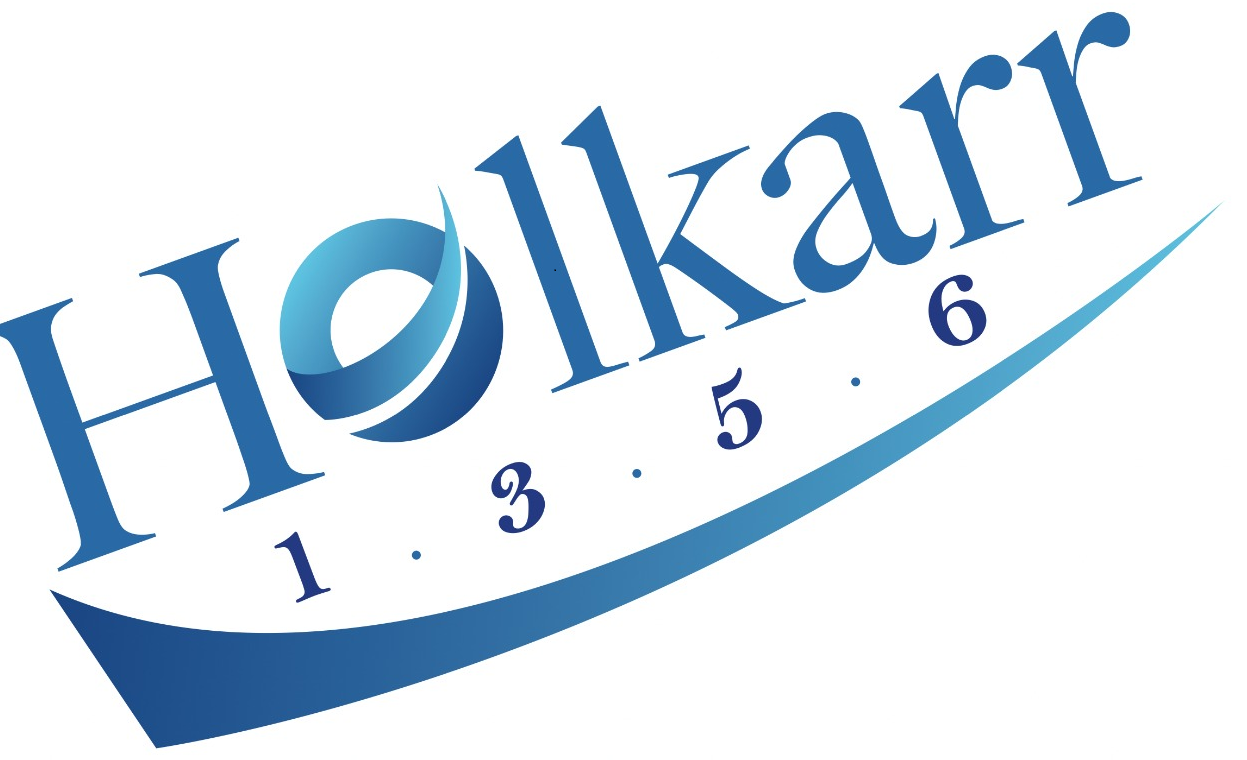 Holkarr
1 . 3 . 5 . 6